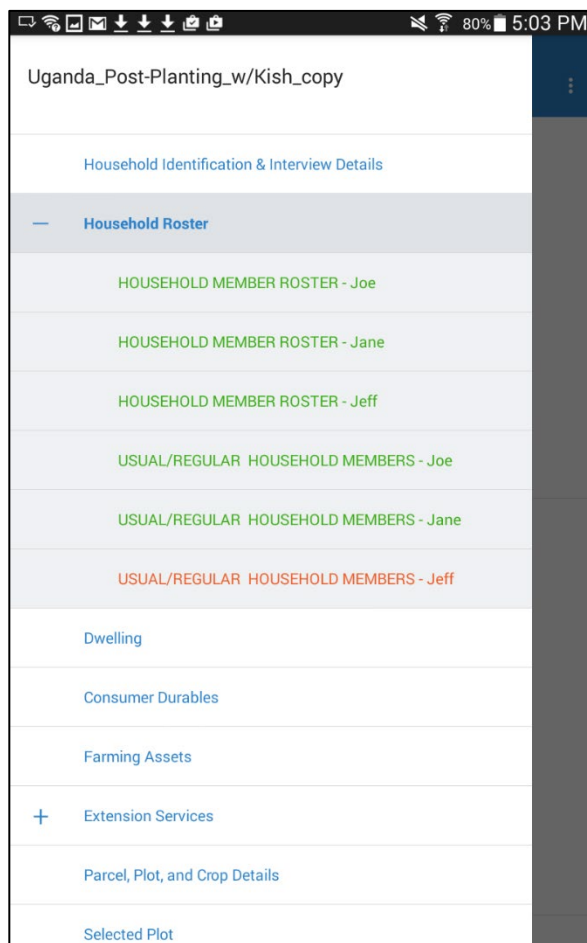 80% 5:03 PM
Uganda_Post-Planting_w/Kish_copy
Household Identification & Interview Details
Household Roster
HOUSEHOLD MEMBER ROSTER - Joe
HOUSEHOLD MEMBER ROSTER - Jane
HOUSEHOLD MEMBER ROSTER - Jeff
USUAL/REGULAR HOUSEHOLD MEMBERS - Joe
USUAL/REGULAR HOUSEHOLD MEMBERS - Jane
USUAL/REGULAR HOUSEHOLD MEMBERS - Jeff
Dwelling
Consumer Durables
Farming Assets
Extension Services
Parcel, Plot, and Crop Details
Selected Plot